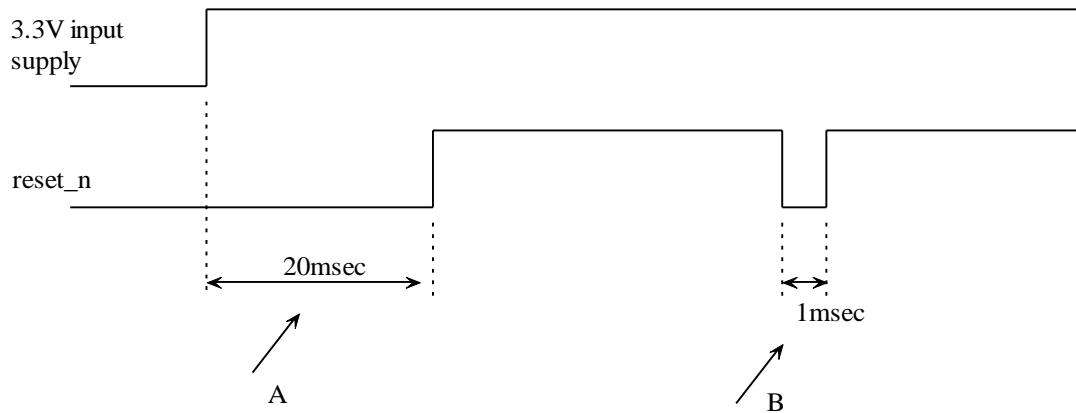 3.3V input
supply
reset_n
20msec
1msec
A
B